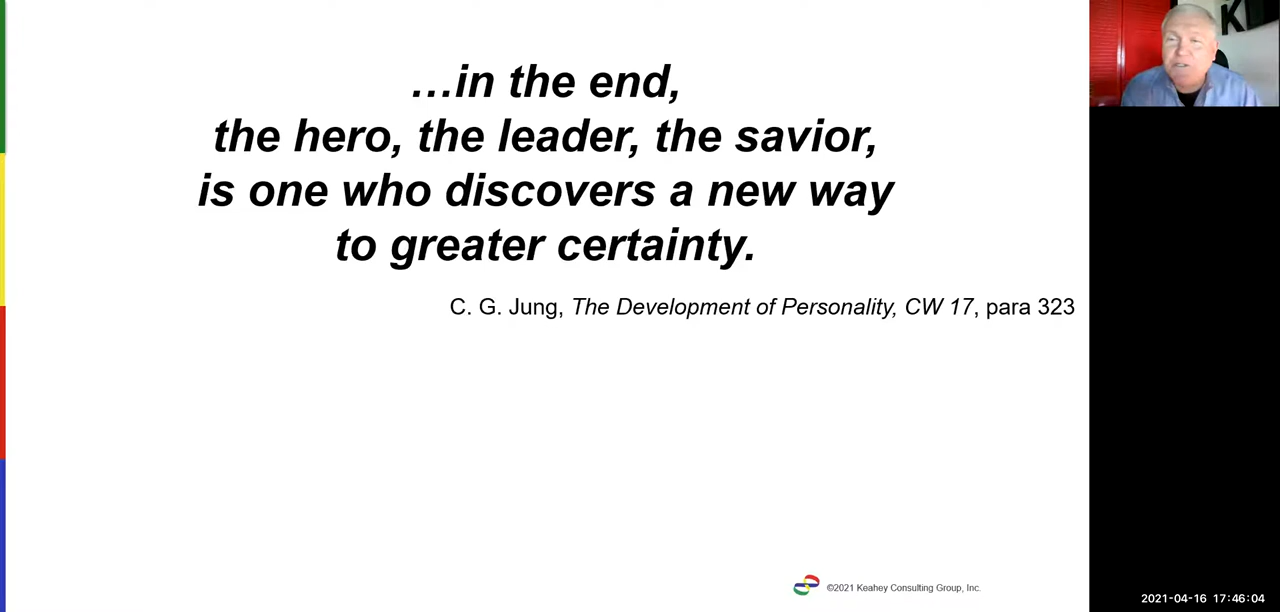 …in the end,
the hero, the leader, the savior,
is one who discovers a new way
to greater certainty.
C. G. Jung, The Development of Personality, CW 17, para 323
K
©2021 Keahey Consulting Group, Inc.
2021-04-16 17:46:04